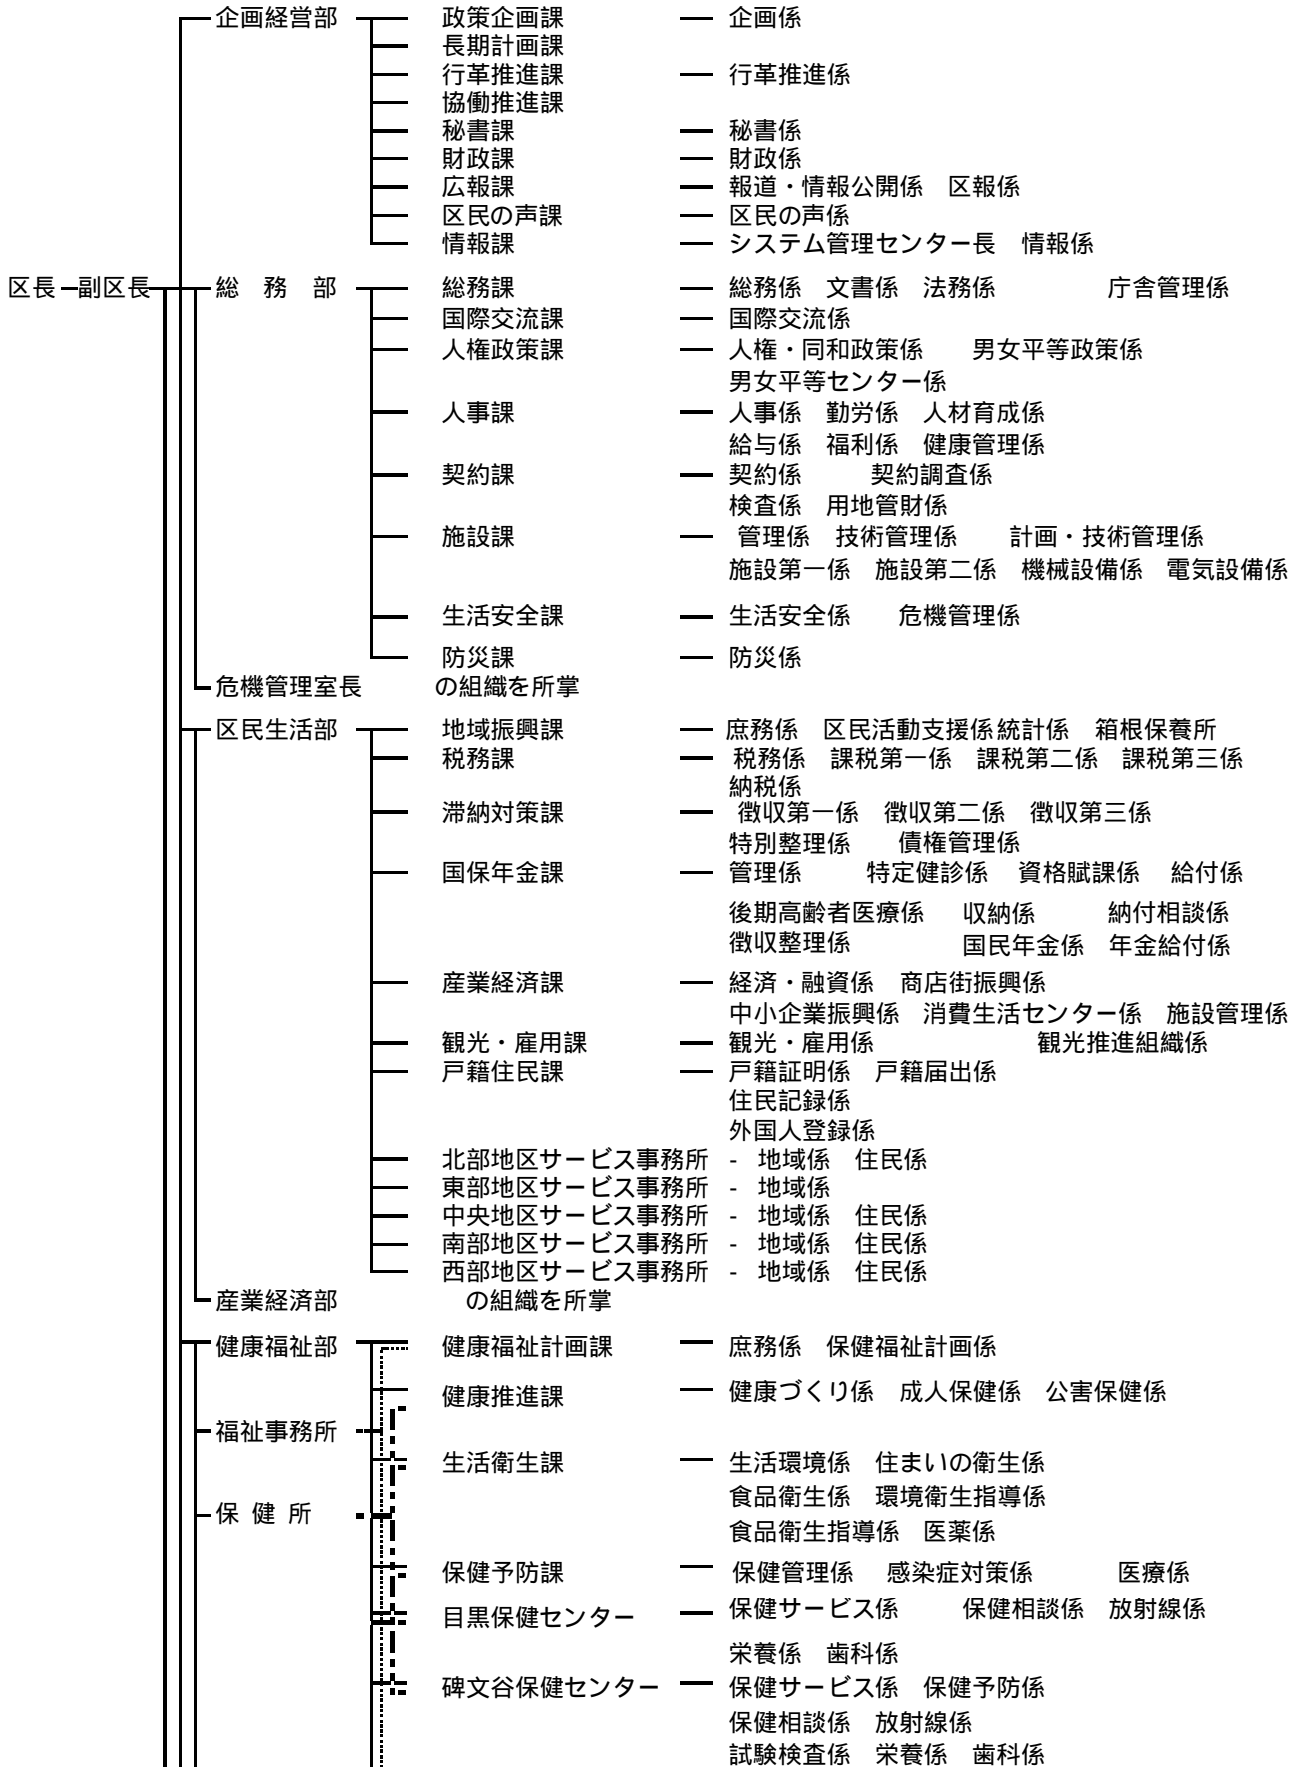 企画経営部 政策企画課 企画係
長期計画課
行革推進課 行革推進係
協働推進課
秘書課 秘書係
財政課 財政係
広報課 報道・情報公開係 区報係
区民の声課 区民の声係
情報課 システム管理センター長 情報係
区長 副区長 総 務 部 総務課 総務係 文書係 法務係 庁舎管理係
国際交流課 国際交流係
人権政策課 人権・同和政策係 男女平等政策係
男女平等センター係
人事課 人事係 勤労係 人材育成係
給与係 福利係 健康管理係
契約課 契約係 契約調査係
検査係 用地管財係
施設課 管理係 技術管理係 計画・技術管理係
施設第一係 施設第二係 機械設備係 電気設備係
生活安全課 生活安全係 危機管理係
防災課 防災係
危機管理室長 の組織を所掌
区民生活部 地域振興課 庶務係 区民活動支援係 統計係 箱根保養所
税務課 税務係 課税第一係 課税第二係 課税第三係
納税係
滞納対策課 徴収第一係 徴収第二係 徴収第三係
特別整理係 債権管理係
国保年金課 管理係 特定健診係 資格賦課係 給付係
後期高齢者医療係 収納係 納付相談係
徴収整理係 国民年金係 年金給付係
産業経済課 経済・融資係 商店街振興係
中小企業振興係 消費生活センター係 施設管理係
観光・雇用課 観光・雇用係 観光推進組織係
戸籍住民課 戸籍証明係 戸籍届出係
住民記録係
外国人登録係
北部地区サービス事務所 - 地域係 住民係
東部地区サービス事務所 - 地域係
中央地区サービス事務所 - 地域係 住民係
南部地区サービス事務所 - 地域係 住民係
西部地区サービス事務所 - 地域係 住民係
産業経済部 の組織を所掌
健康福祉部 健康福祉計画課 庶務係 保健福祉計画係
健康推進課 健康づくり係 成人保健係 公害保健係
福祉事務所
生活衛生課 生活環境係 住まいの衛生係
食品衛生係 環境衛生指導係
保 健 所
食品衛生指導係 医薬係
保健予防課 保健管理係 感染症対策係 医療係
目黒保健センター 保健サービス係 保健相談係 放射線係
栄養係 歯科係
碑文谷保健センター 保健サービス係 保健予防係
保健相談係 放射線係
試験検査係 栄養係 歯科係